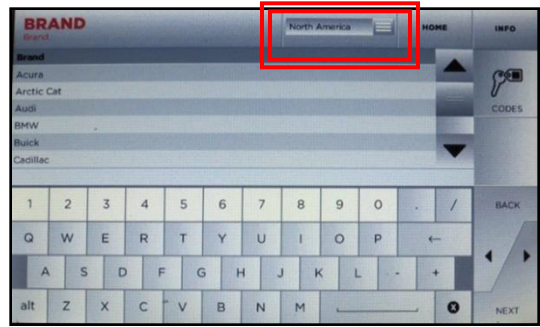 BRAND
Brand
North America
HOME
INFO
Brand
Acura
Arctic Cat
Audi
BMW
Buick
Cadillac
CODES
1 2 3 4 5 6 7 8 9 0 . /
BACK
Q W E R T Y U I O P ←
A S D F G H J K L - +
alt Z X C V B N M
NEXT